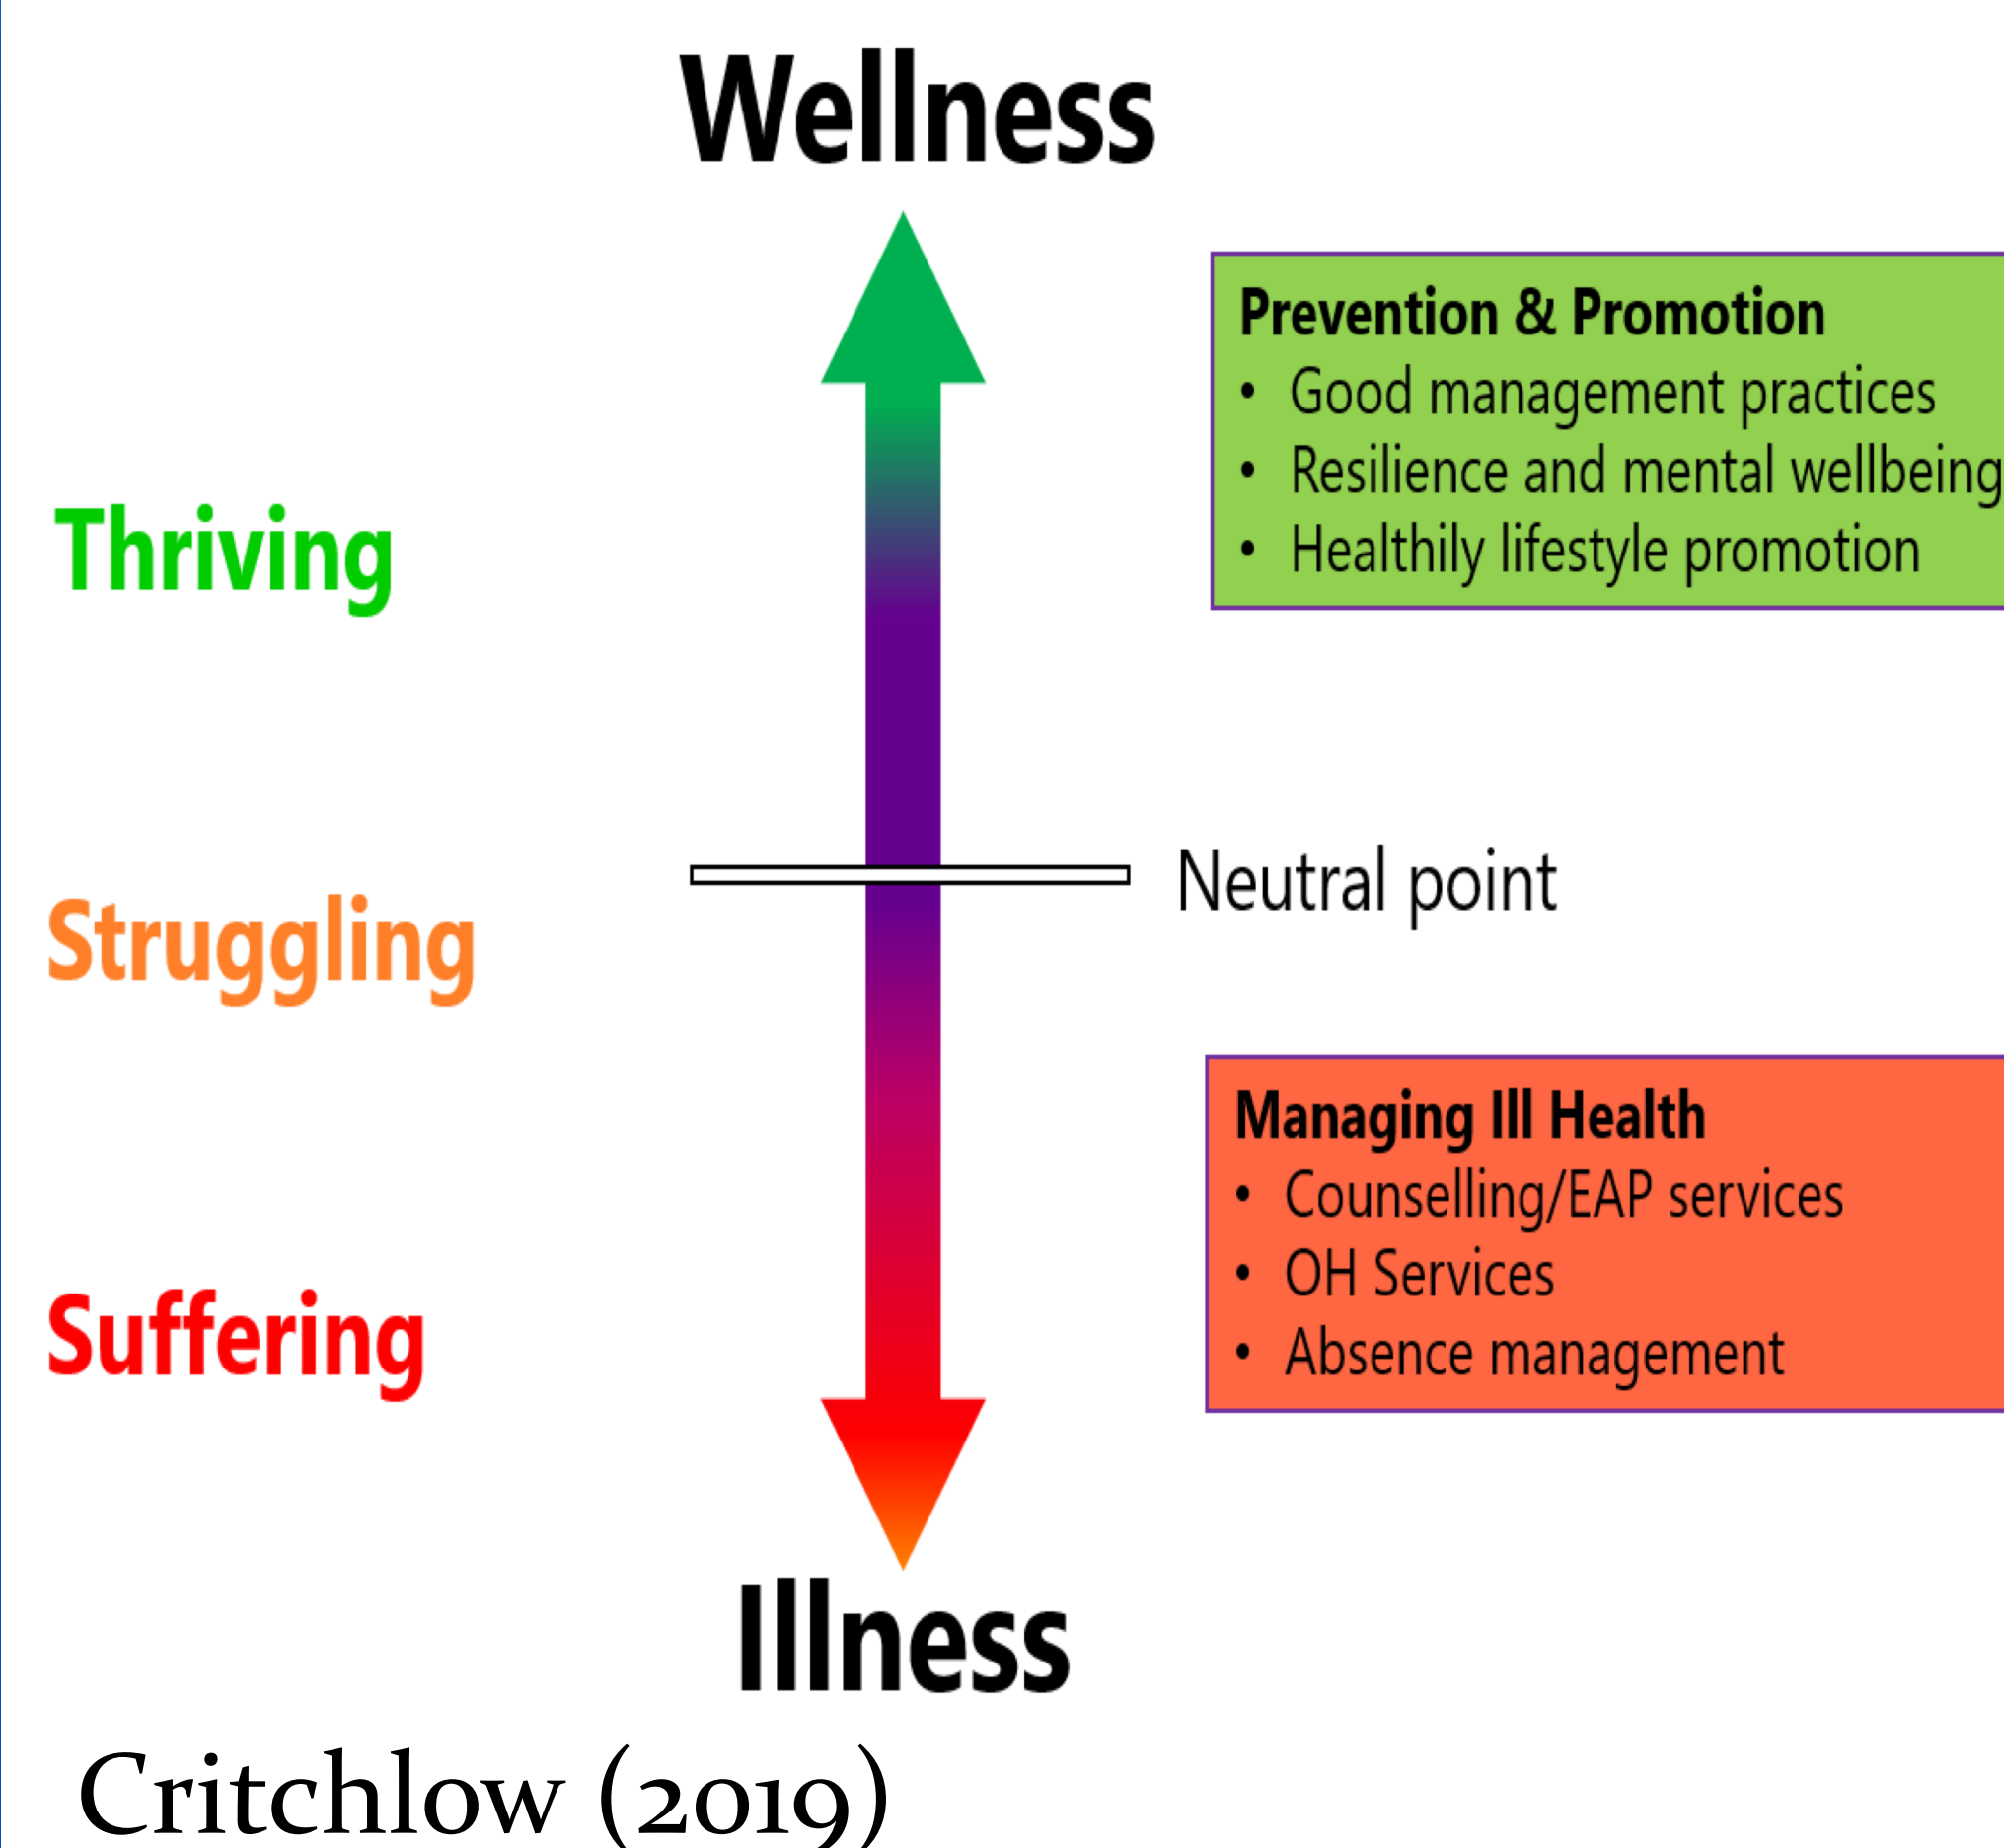 Wellness
Prevention & Promotion
• Good management practices
• Resilience and mental wellbeing
• Healthily lifestyle promotion
Thriving
Neutral point
Struggling
Managing Ill Health
• Counselling/EAP services
• OH Services
• Absence management
Suffering
Illness
Critchlow (2019)